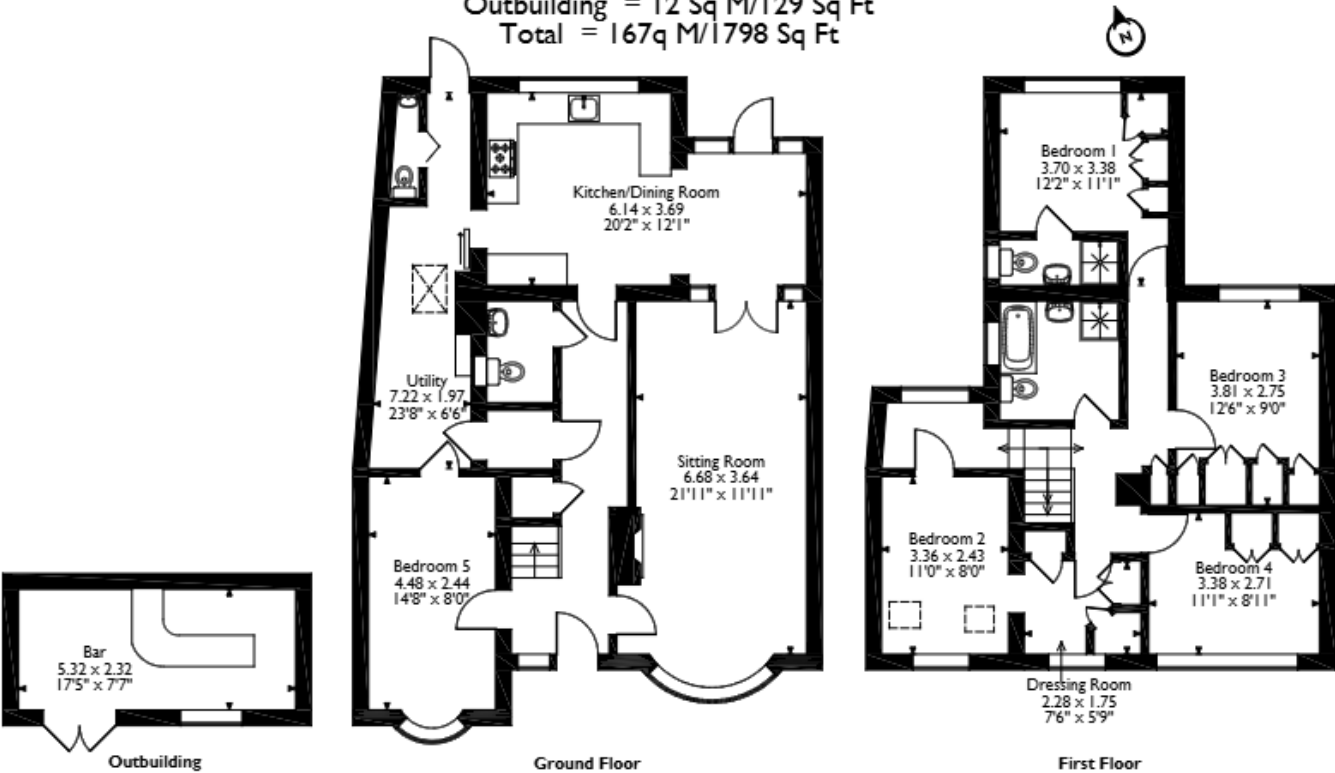 Outbuilding = 12 Sq M/129 Sq Ft
Total = 167q M/1798 Sq Ft
N
Kitchen/Dining Room
6.14 x 3.69
20'2" x 12'1"
Utility
7.22 x 1.97
23'8" x 6'6"
Sitting Room
6.68 x 3.64
21'11" x 11'11"
Bedroom 5
4.48 x 2.44
14'8" x 8'0"
Bar
5.32 x 2.32
17'5" x 7'7"
Bedroom 1
3.70 x 3.38
12'2" x 11'1"
Bedroom 3
3.81 x 2.75
12'6" x 9'0"
Bedroom 2
3.36 x 2.43
11'0" x 8'0"
Bedroom 4
3.38 x 2.71
11'1" x 8'11"
Dressing Room
2.28 x 1.75
7'6" x 5'9"
Outbuilding
Ground Floor
First Floor